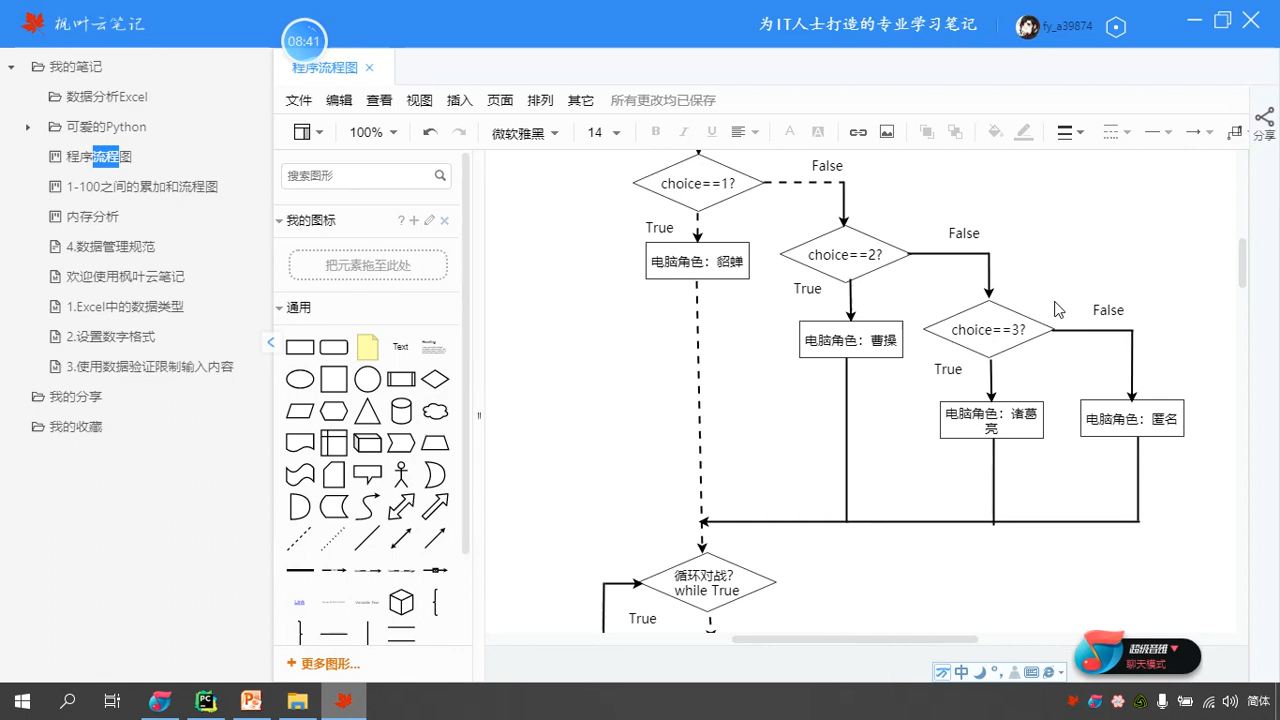 枫叶云笔记
08:41
为IT人士打造的专业学习笔记
fy_a39874
我的笔记
数据分析Excel
可爱的Python
程序流程图
1-100之间的累加和流程图
内存分析
4.数据管理规范
欢迎使用枫叶云笔记
1.Excel中的数据类型
2.设置数字格式
3.使用数据验证限制输入内容
我的分享
我的收藏
程序流程图
文件 编辑 查看 视图 插入 页面 排列 其它 所有更改均已保存
100% 微软雅黑 14 B I U A A
分享
搜索图形
我的图标 ?
把元素拖至此处
通用
Text
Heading
Link
更多图形...
False
choice==1?
True
电脑角色：貂蝉
False
choice==2?
True
电脑角色：曹操
False
choice==3?
True
电脑角色：诸葛
亮
电脑角色：匿名
循环对战?
while True
True
超级音雄
聊天模式
中
PC
P
简体